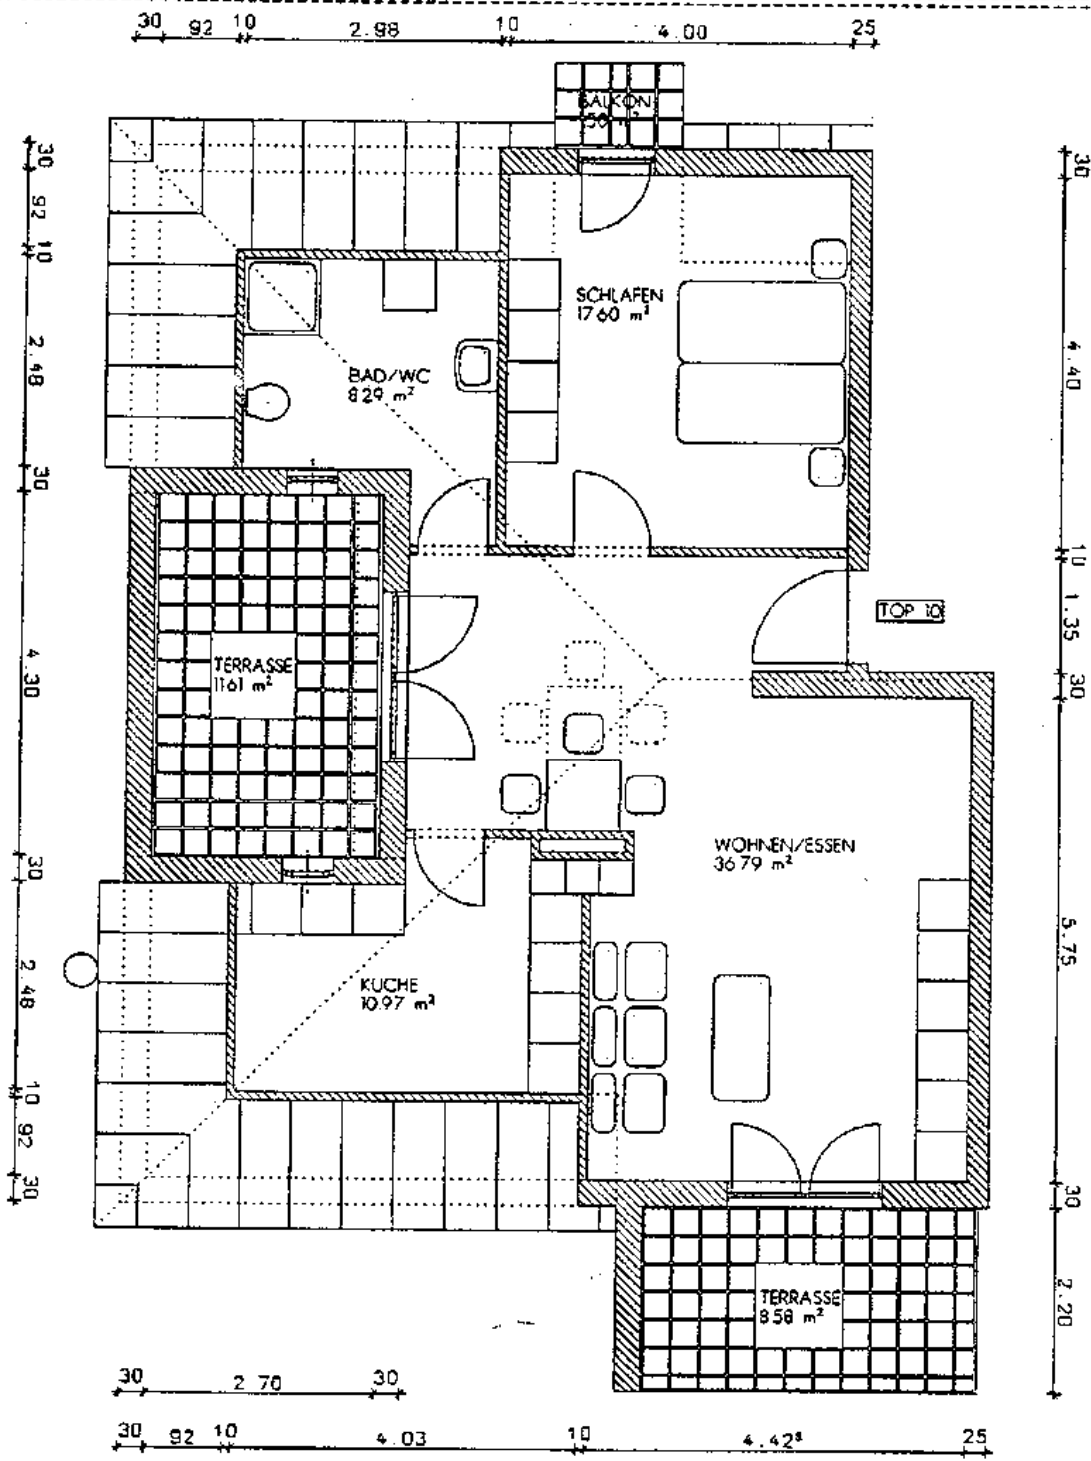 30 92 10 2.98 10 4.00 25
BALKON
SCHLAFEN
17.60 m²
BAD/WC
8.29 m²
TOP 10
TERRASSE
11.61 m²
WOHNEN/ESSEN
36.79 m²
KUCHE
10.97 m²
TERRASSE
8.58 m²
30 92 10 2.48 30 4.30 30 2.48 10 92 30
30 4.40 10 1.35 30 5.75 30 2.20
30 2.70 30
30 92 10 4.03 10 4.42⁸ 25